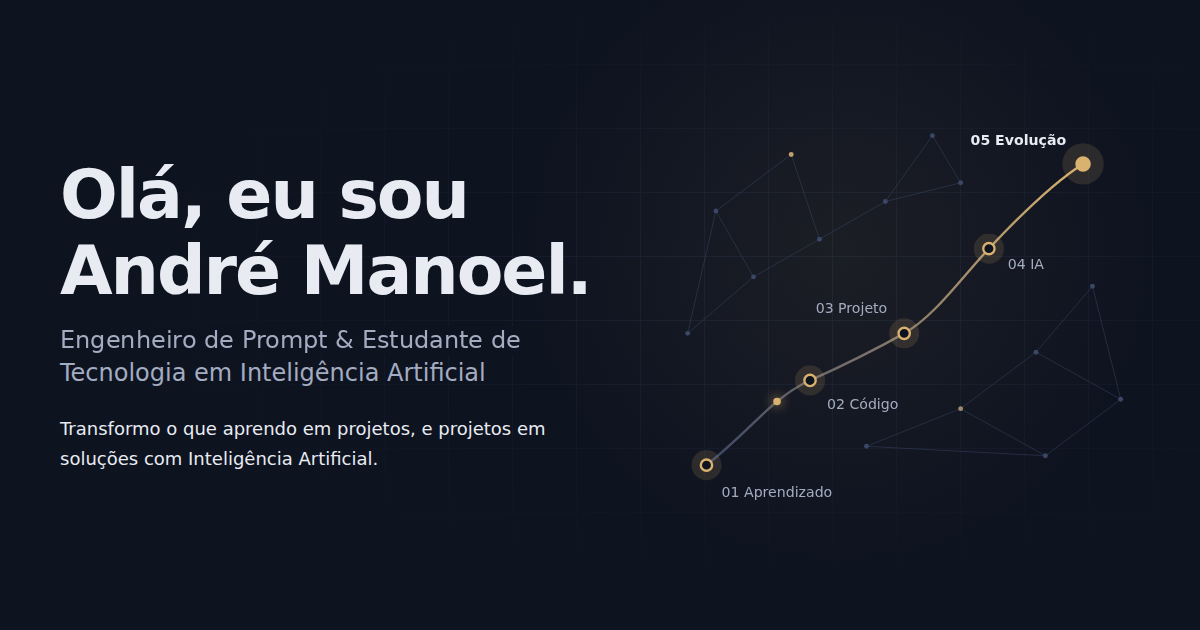 Olá, eu sou
André Manoel.
Engenheiro de Prompt & Estudante de
Tecnologia em Inteligência Artificial
Transformo o que aprendo em projetos, e projetos em
soluções com Inteligência Artificial.
05 Evolução
04 IA
03 Projeto
02 Código
01 Aprendizado